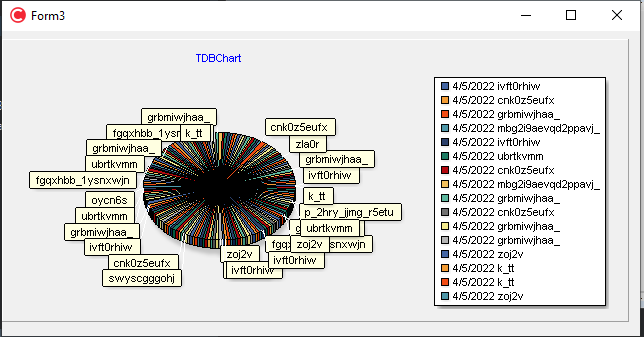 Form3
TDBChart
grbmiwjhaa_
k_tt
cnk0z5eufx
grbmiwjhaa_
zla0r
ubrtkvmm
grbmiwjhaa_
fgqxhbb_1ysnxwjn
ivft0rhiw
oycn6s
k_tt
ubrtkvmm
p_2hry_jjmg_r5etu
grbmiwjhaa_
ubrtkvmm
ivft0rhiw
zoj2v
cnk0z5eufx
zoj2v
ivft0rhiw
swyscgggohj
ivft0rhiw
4/5/2022 ivft0rhiw
4/5/2022 cnk0z5eufx
4/5/2022 grbmiwjhaa_
4/5/2022 mbg2i9aevqd2ppavj_
4/5/2022 ivft0rhiw
4/5/2022 ubrtkvmm
4/5/2022 cnk0z5eufx
4/5/2022 mbg2i9aevqd2ppavj_
4/5/2022 grbmiwjhaa_
4/5/2022 cnk0z5eufx
4/5/2022 grbmiwjhaa_
4/5/2022 grbmiwjhaa_
4/5/2022 zoj2v
4/5/2022 k_tt
4/5/2022 k_tt
4/5/2022 zoj2v